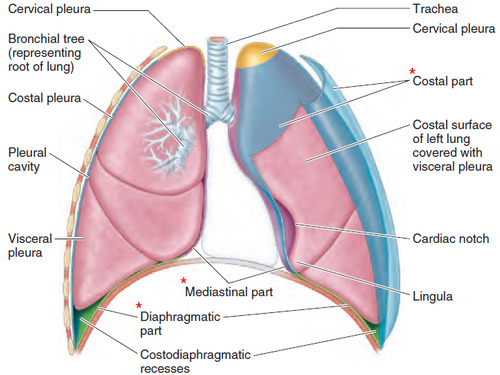 Cervical pleura
Bronchial tree
(representing
root of lung)
Costal pleura
Pleural
cavity
Visceral
pleura
Trachea
Cervical pleura
* Costal part
Costal surface
of left lung
covered with
visceral pleura
Cardiac notch
Lingula
* Mediastinal part
* Diaphragmatic
part
Costodiaphragmatic
recesses